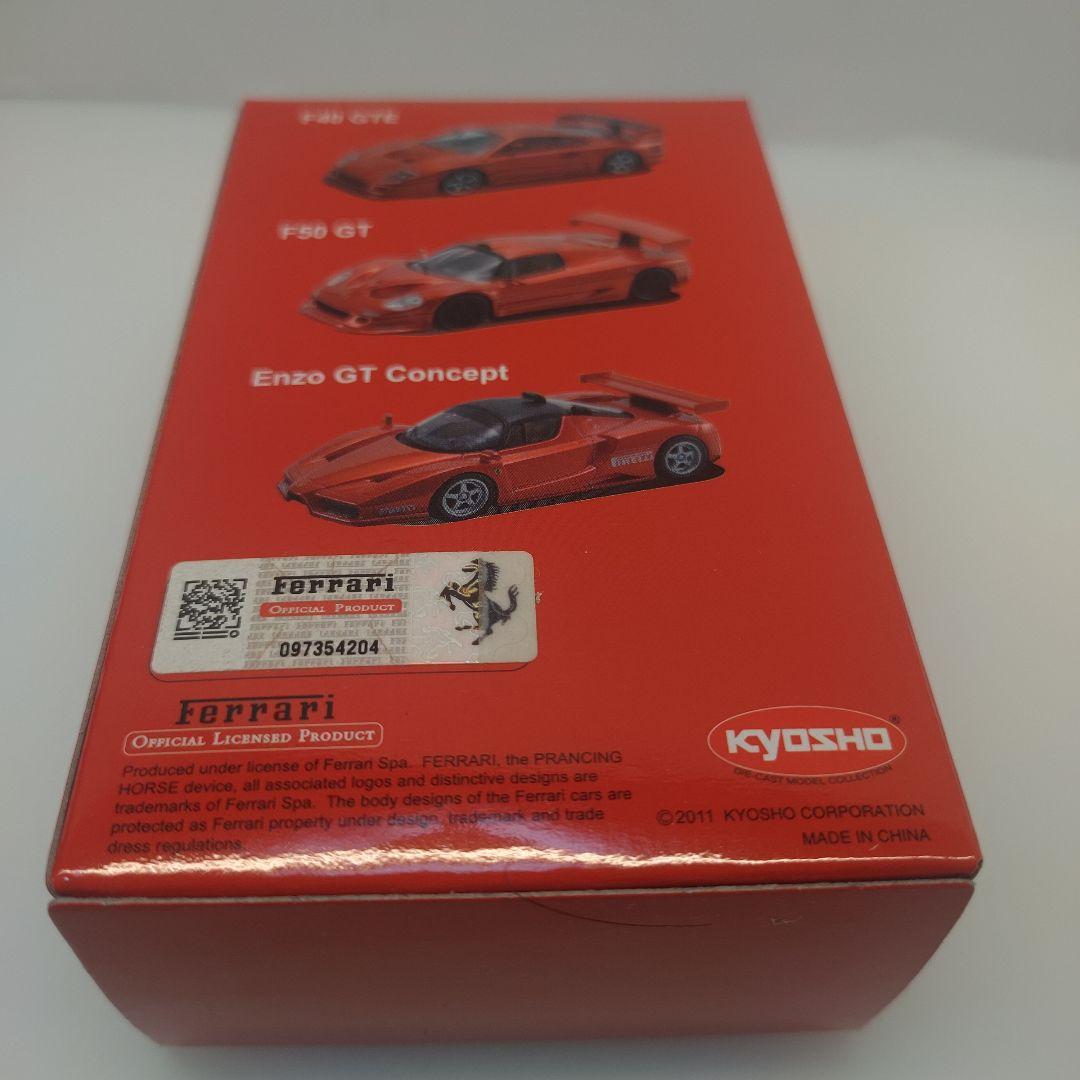 F40 GTE
F50 GT
Enzo GT Concept
PIRELLI
Ferrari
OFFICIAL PRODUCT
097354204
Ferrari
OFFICIAL LICENSED PRODUCT
Produced under license of Ferrari Spa. FERRARI, the PRANCING
HORSE device, all associated logos and distinctive designs are
trademarks of Ferrari Spa. The body designs of the Ferrari cars are
protected as Ferrari property under design, trademark and trade
dress regulations.
KYOSHO®
DIE-CAST MODEL COLLECTION
©2011 KYOSHO CORPORATION
MADE IN CHINA